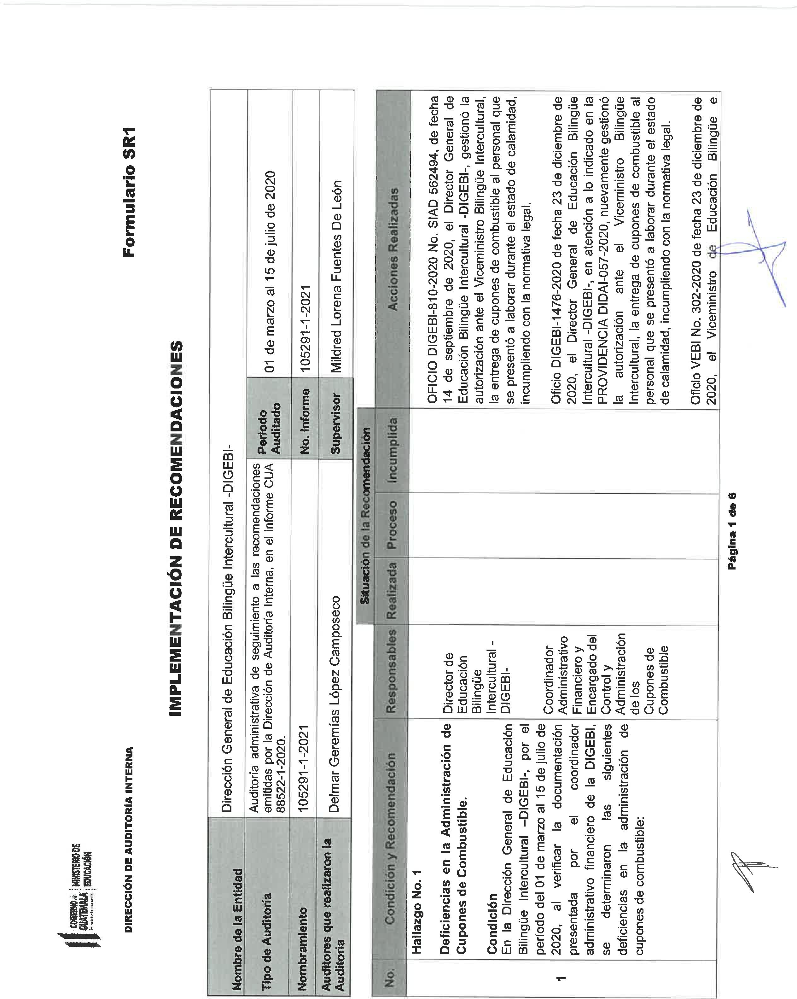 GOBIERNO de
GUATEMALA
MINISTERIO DE
EDUCACIÓN
DIRECCIÓN DE AUDITORÍA INTERNA
Formulario SR1
IMPLEMENTACIÓN DE RECOMENDACIONES
Nombre de la Entidad
Dirección General de Educación Bilingüe Intercultural -DIGEBI-
Tipo de Auditoría
Auditoría administrativa de seguimiento a las recomendaciones
emitidas por la Dirección de Auditoría Interna, en el informe CUA
88522-1-2020.
Periodo
Auditado
01 de marzo al 15 de julio de 2020
Nombramiento
105291-1-2021
No. Informe
105291-1-2021
Auditores que realizaron la
Auditoria
Delmar Geremías López Camposeco
Supervisor
Mildred Lorena Fuentes De León
Situación de la Recomendación
No.
Condición y Recomendación
Responsables
Realizada
Proceso
Incumplida
Acciones Realizadas
1
Hallazgo No. 1
Deficiencias en la Administración de
Cupones de Combustible.
Condición
En la Dirección General de Educación
Bilingüe Intercultural –DIGEBI-, por el
período del 01 de marzo al 15 de julio de
2020, al verificar la documentación
presentada por el coordinador
administrativo financiero de la DIGEBI,
se determinaron las siguientes
deficiencias en la administración de
cupones de combustible:
Director de
Educación
Bilingüe
Intercultural -
DIGEBI-
Coordinador
Administrativo
Financiero y
Encargado del
Control y
Administración
de los
Cupones de
Combustible
OFICIO DIGEBI-810-2020 No. SIAD 562494, de fecha
14 de septiembre de 2020, el Director General de
Educación Bilingüe Intercultural -DIGEBI-, gestionó la
autorización ante el Viceministro Bilingüe Intercultural,
la entrega de cupones de combustible al personal que
se presentó a laborar durante el estado de calamidad,
incumpliendo con la normativa legal.
Oficio DIGEBI-1476-2020 de fecha 23 de diciembre de
2020, el Director General de Educación Bilingüe
Intercultural -DIGEBI-, en atención a lo indicado en la
PROVIDENCIA DIDAI-057-2020, nuevamente gestionó
la autorización ante el Viceministro Bilingüe
Intercultural, la entrega de cupones de combustible al
personal que se presentó a laborar durante el estado
de calamidad, incumpliendo con la normativa legal.
Oficio VEBI No. 302-2020 de fecha 23 de diciembre de
2020, el Viceministro de Educación Bilingüe e
Página 1 de 6